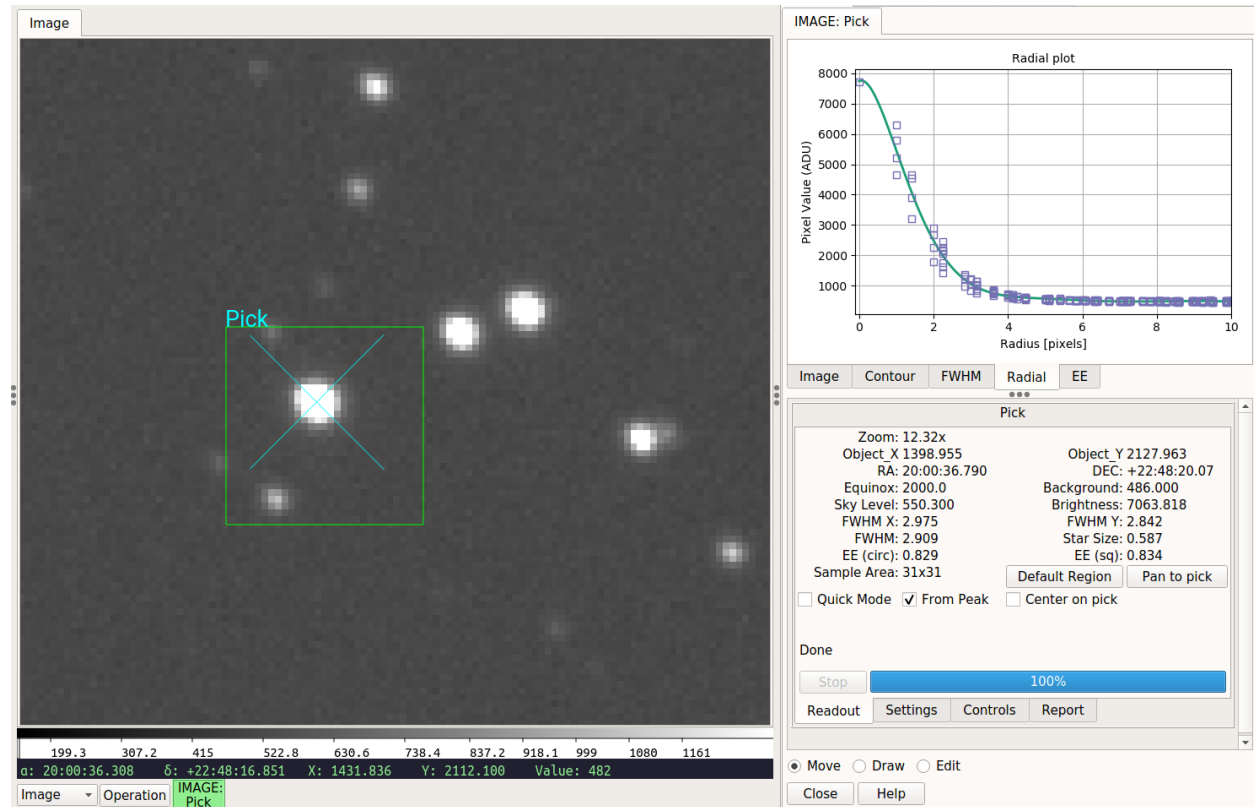 Image
Pick
199.3 307.2 415 522.8 630.6 738.4 837.2 918.1 999 1080 1161
α: 20:00:36.308 δ: +22:48:16.851 X: 1431.836 Y: 2112.100 Value: 482
Image Operation IMAGE: Pick
IMAGE: Pick
Radial plot
8000
7000
6000
5000
4000
3000
2000
1000
Pixel Value (ADU)
0 2 4 6 8 10
Radius [pixels]
Image Contour FWHM Radial EE
Pick
Zoom: 12.32x
Object_X 1398.955 Object_Y 2127.963
RA: 20:00:36.790 DEC: +22:48:20.07
Equinox: 2000.0 Background: 486.000
Sky Level: 550.300 Brightness: 7063.818
FWHM X: 2.975 FWHM Y: 2.842
FWHM: 2.909 Star Size: 0.587
EE (circ): 0.829 EE (sq): 0.834
Sample Area: 31x31 Default Region Pan to pick
Quick Mode From Peak Center on pick
Done
Stop 100%
Readout Settings Controls Report
Move Draw Edit
Close Help